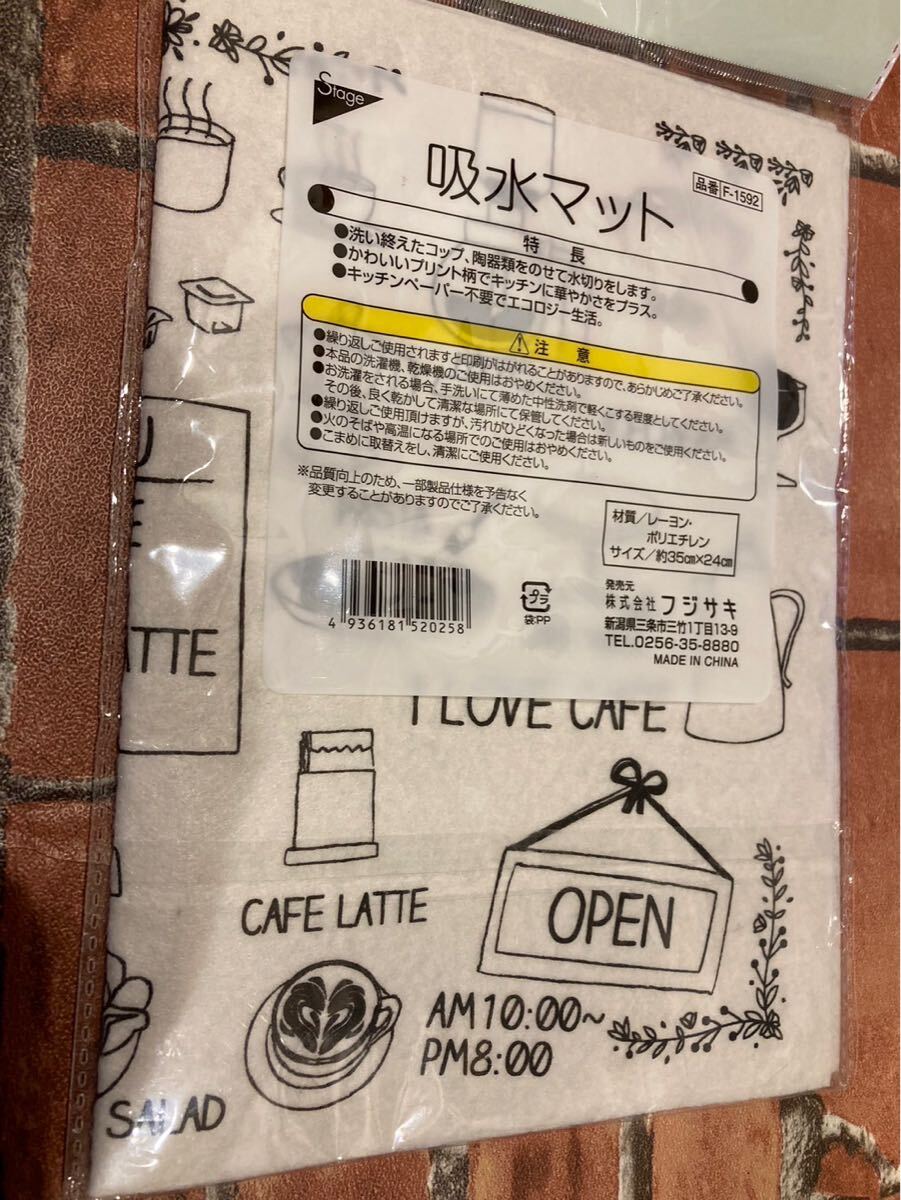 Stage
吸水マット
品番 F-1592
特長
●洗い終えたコップ、陶器類をのせて水切りをします。
●かわいいプリント柄でキッチンに華やかさをプラス。
●キッチンペーパー不要でエコロジー生活。
注意
●繰り返しご使用されますと印刷がはがれることがありますので、あらかじめご了承ください。
●本品の洗濯機、乾燥機のご使用はおやめください。
●お洗濯をされる場合、手洗いにて薄めた中性洗剤で軽くこする程度としてください。
その後、良く乾かして清潔な場所にて保管してください。
●繰り返しご使用頂けますが、汚れがひどくなった場合は新しいものをご使用ください。
●火のそばや高温になる場所でのご使用はおやめください。
●こまめに取替えをし、清潔にご使用ください。
※品質向上のため、一部製品仕様を予告なく
変更することがありますのでご了承ください。
材質/レーヨン・
ポリエチレン
サイズ/約35cm×24cm
4 936181 520258
プラ
袋:PP
発売元
株式会社 フジサキ
新潟県三条市三竹1丁目13-9
TEL.0256-35-8880
MADE IN CHINA
TTE
I LOVE CAFE
CAFE LATTE
OPEN
AM10:00~
PM8:00
SALAD